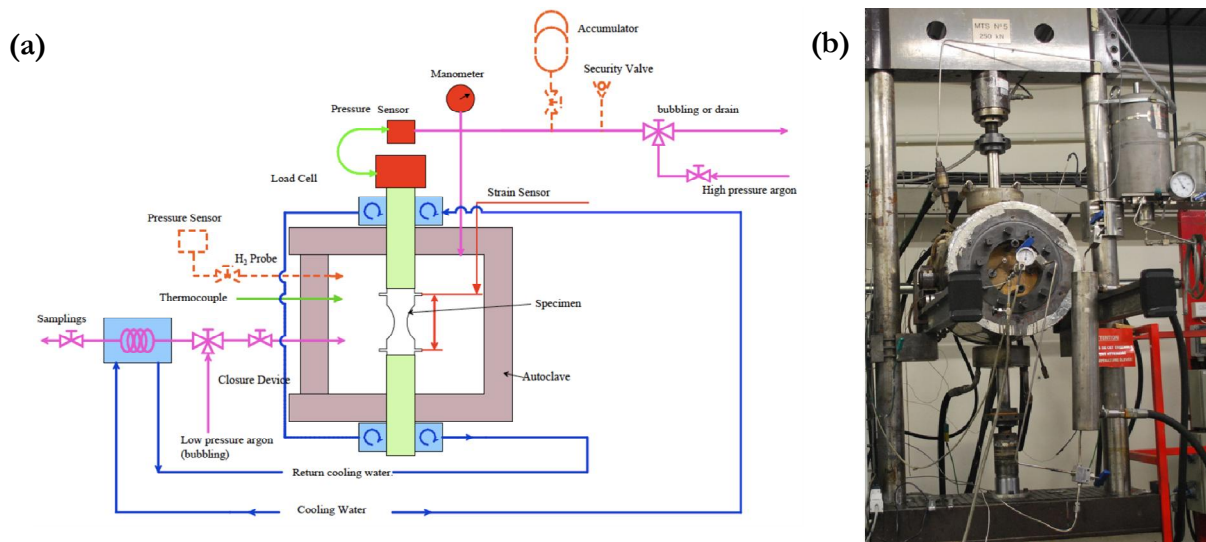 (a)
Accumulator
Security Valve
Manometer
Pressure Sensor
bubbling or drain
Load Cell
High pressure argon
Strain Sensor
Pressure Sensor
H2 Probe
Thermocouple
Specimen
Samplings
Closure Device
Autoclave
Low pressure argon
(bubbling)
Return cooling water.
Cooling Water
(b)
MTS N°5
250 kN